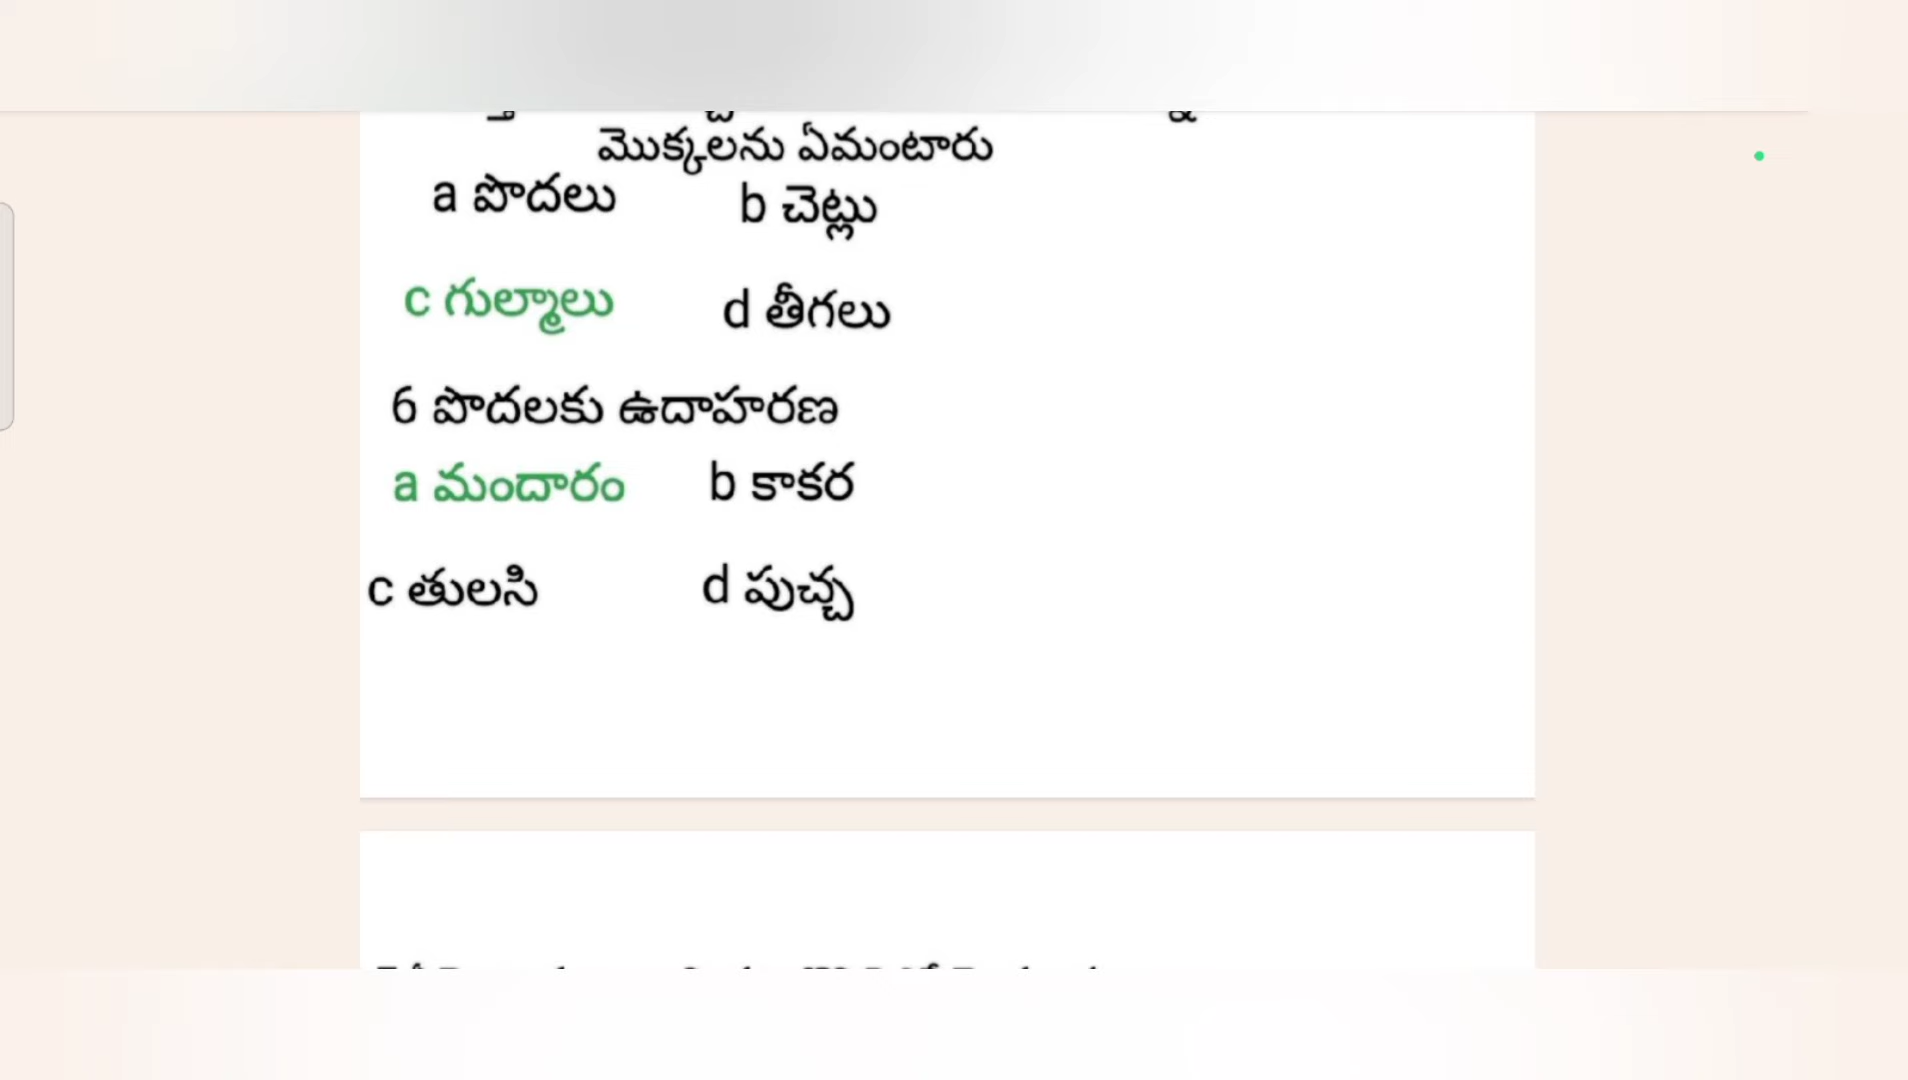 మొక్కలను ఏమంటారు
a పొదలు b చెట్లు
c గుల్మాలు d తీగలు
6 పొదలకు ఉదాహరణ
a మందారం b కాకర
c తులసి d పుచ్చ